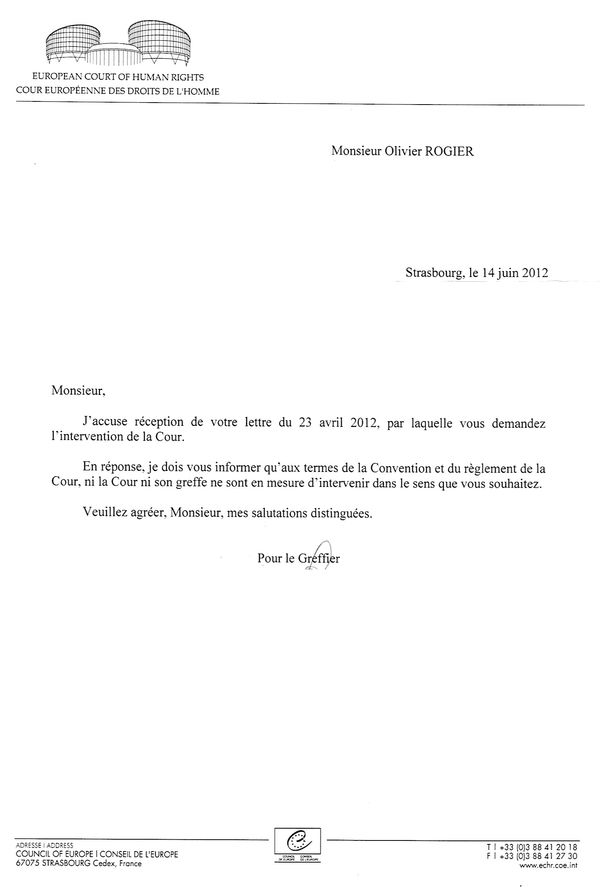 EUROPEAN COURT OF HUMAN RIGHTS
COUR EUROPÉENNE DES DROITS DE L'HOMME
Monsieur Olivier ROGIER
Strasbourg, le 14 juin 2012
Monsieur,
J'accuse réception de votre lettre du 23 avril 2012, par laquelle vous demandez
l'intervention de la Cour.
En réponse, je dois vous informer qu'aux termes de la Convention et du règlement de la
Cour, ni la Cour ni son greffe ne sont en mesure d'intervenir dans le sens que vous souhaitez.
Veuillez agréer, Monsieur, mes salutations distinguées.
Pour le Greffier
ADRESSE | ADDRESS
COUNCIL OF EUROPE | CONSEIL DE L'EUROPE
67075 STRASBOURG Cedex, France
COUNCIL CONSEIL
OF EUROPE DE L'EUROPE
T | +33 (0)3 88 41 20 18
F | +33 (0)3 88 41 27 30
www.echr.coe.int